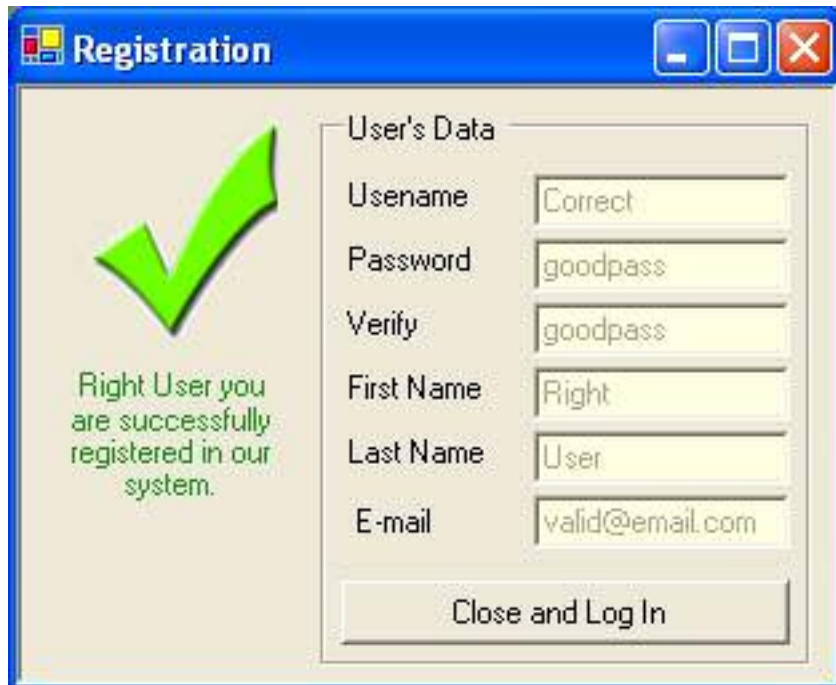 Registration
User's Data
Usename Correct
Password goodpass
Verify goodpass
First Name Right
Last Name User
E-mail valid@email.com
Close and Log In
Right User you
are successfully
registered in our
system.